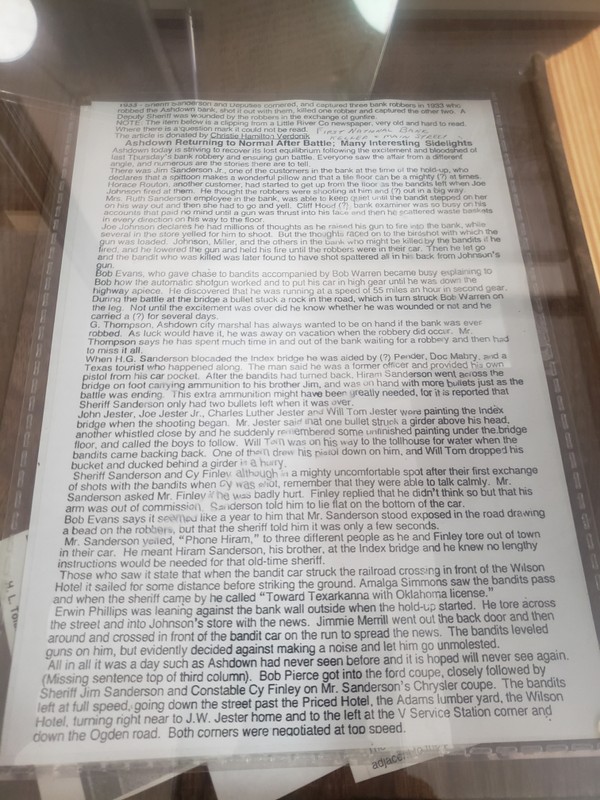 1933 - Sheriff Sanderson and Deputies cornered, and captured three bank robbers in 1933 who
robbed the Ashdown bank, shot it out with them, killed one robber and captured the other two. A
Deputy Sheriff was wounded by the robbers in the exchange of gunfire.
NOTE: The item below is a clipping from a Little River Co newspaper, very old and hard to read.
Where there is a question mark it could not be read. FIRST NATIONAL BANK
The article is donated by Christie Hamilton Verdonik KELLER + MAIN STREET
Ashdown Returning to Normal After Battle; Many Interesting Sidelights
Ashdown today is striving to recover its lost equilibrium following the excitement and bloodshed of
last Thursday's bank robbery and ensuing gun battle. Everyone saw the affair from a different
angle, and numerous are the stories there are to tell.
There was Jim Sanderson Jr., one of the customers in the bank at the time of the hold-up, who
declares that a spittoon makes a wonderful pillow and that a tile floor can be a mighty (?) at times.
Horace Routon, another customer, had started to get up from the floor as the bandits left when Joe
Johnson fired at them. He thought the robbers were shooting at him and (?) out in a big way.
Mrs. Ruth Sanderson employee in the bank, was able to keep quiet until the bandit stepped on her
on his way out and then she had to go and yell. Cliff Hood (?), bank examiner was so busy on his
accounts that paid no mind until a gun was thrust into his face and then he scattered waste baskets
in every direction on his way to the floor.
Joe Johnson declares he had millions of thoughts as he raised his gun to fire into the bank, while
several in the store yelled for him to shoot. But the thoughts raced on to the birdshot with which the
gun was loaded. Johnson, Miller, and the others in the bank who might be killed by the bandits if he
fired, and he lowered the gun and held his fire until the robbers were in their car. Then he let go
and the bandit who was killed was later found to have shot spattered all in his back from Johnson's
gun.
Bob Evans, who gave chase to bandits accompanied by Bob Warren became busy explaining to
Bob how the automatic shotgun worked and to put his car in high gear until he was down the
highway apiece. He discovered that he was running at a speed of 55 miles an hour in second gear.
During the battle at the bridge a bullet stuck a rock in the road, which in turn struck Bob Warren on
the leg. Not until the excitement was over did he know whether he was wounded or not and he
carried a (?) for several days.
G. Thompson, Ashdown city marshal has always wanted to be on hand if the bank was ever
robbed. As luck would have it, he was away on vacation when the robbery did occur. Mr.
Thompson says he has spent much time in and out of the bank waiting for a robbery and then had
to miss it all.
When H.G. Sanderson blocaded the Index bridge he was aided by (?) Pender, Doc Mabry, and a
Texas tourist who happened along. The man said he was a former officer and provided his own
pistol from his car pocket. After the bandits had turned back, Hiram Sanderson went across the
bridge on foot carrying ammunition to his brother Jim, and was on hand with more bullets just as the
battle was ending. This extra ammunition might have been greatly needed, for it is reported that
Sheriff Sanderson only had two bullets left when it was over.
John Jester, Joe Jester Jr., Charles Luther Jester and Will Tom Jester were painting the Index
bridge when the shooting began. Mr. Jester said that one bullet struck a girder above his head,
another whistled close by and he suddenly remembered some unfinished painting under the bridge
floor, and called the boys to follow. Will Tom was on his way to the tollhouse for water when the
bandits came backing back. One of them drew his pistol down on him, and Will Tom dropped his
bucket and ducked behind a girder in a hurry.
Sheriff Sanderson and Cy Finley although in a mighty uncomfortable spot after their first exchange
of shots with the bandits when Cy was shot, remember that they were able to talk calmly. Mr.
Sanderson asked Mr. Finley if he was badly hurt. Finley replied that he didn't think so but that his
arm was out of commission. Sanderson told him to lie flat on the bottom of the car.
Bob Evans says it seemed like a year to him that Mr. Sanderson stood exposed in the road drawing
a bead on the robbers, but that the sheriff told him it was only a few seconds.
Mr. Sanderson yelled, "Phone Hiram," to three different people as he and Finley tore out of town
in their car. He meant Hiram Sanderson, his brother, at the Index bridge and he knew no lengthy
instructions would be needed for that old-time sheriff.
Those who saw it state that when the bandit car struck the railroad crossing in front of the Wilson
Hotel it sailed for some distance before striking the ground. Amalga Simmons saw the bandits pass
and when the sheriff came by he called "Toward Texarkanna with Oklahoma license."
Erwin Phillips was leaning against the bank wall outside when the hold-up started. He tore across
the street and into Johnson's store with the news. Jimmie Merrill went out the back door and then
around and crossed in front of the bandit car on the run to spread the news. The bandits leveled
guns on him, but evidently decided against making a noise and let him go unmolested.
All in all it was a day such as Ashdown had never seen before and it is hoped will never see again.
(Missing sentence top of third column). Bob Pierce got into the ford coupe, closely followed by
Sheriff Jim Sanderson and Constable Cy Finley on Mr. Sanderson's Chrysler coupe. The bandits
left at full speed, going down the street past the Priced Hotel, the Adams lumber yard, the Wilson
Hotel, turning right near to J.W. Jester home and to the left at the V Service Station corner and
down the Ogden road. Both corners were negotiated at top speed.